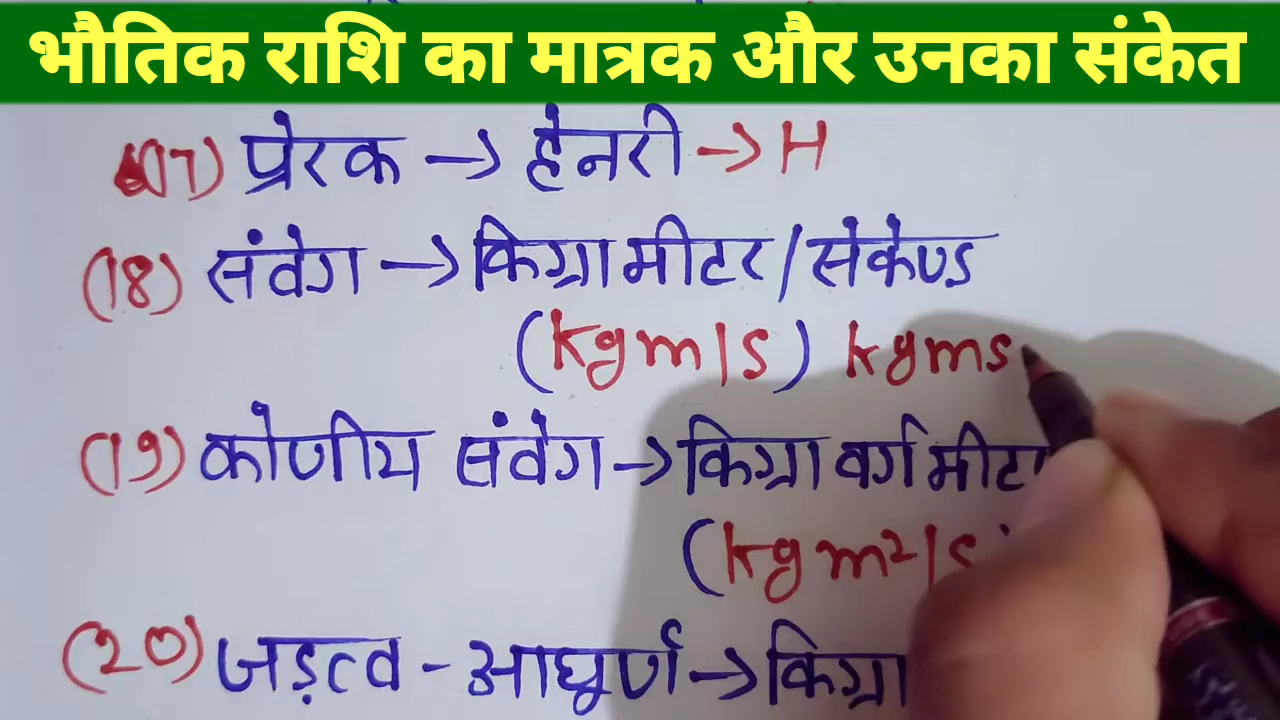 भौतिक राशि का मात्रक और उनका संकेत
(17) प्रेरक → हेनरी → H
(18) संवेग → किग्रा मीटर/सेकेण्ड
(kgm/s) kgms
(19) कोणीय संवेग → किग्रा वर्ग मीटर
(kgm²/s
(20) जड़त्व - आघूर्ण → किग्रा